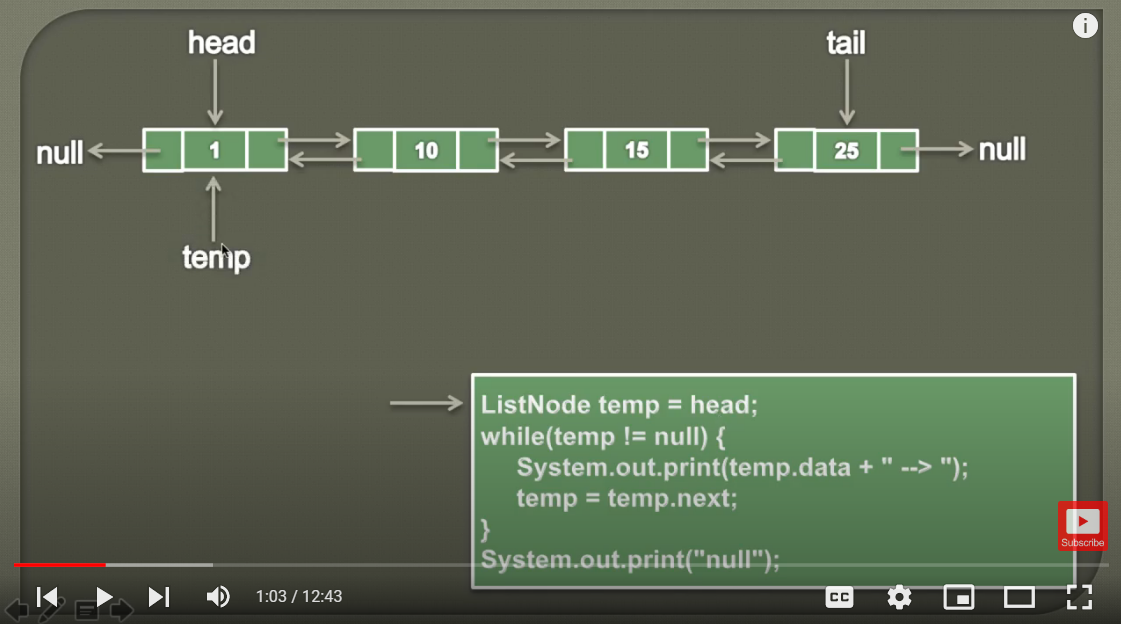 head
tail
null
1
10
15
25
null
temp
ListNode temp = head;
while(temp != null) {
System.out.print(temp.data + " --> ");
temp = temp.next;
}
System.out.print("null");
Subscribe
1:03 / 12:43
CC
i